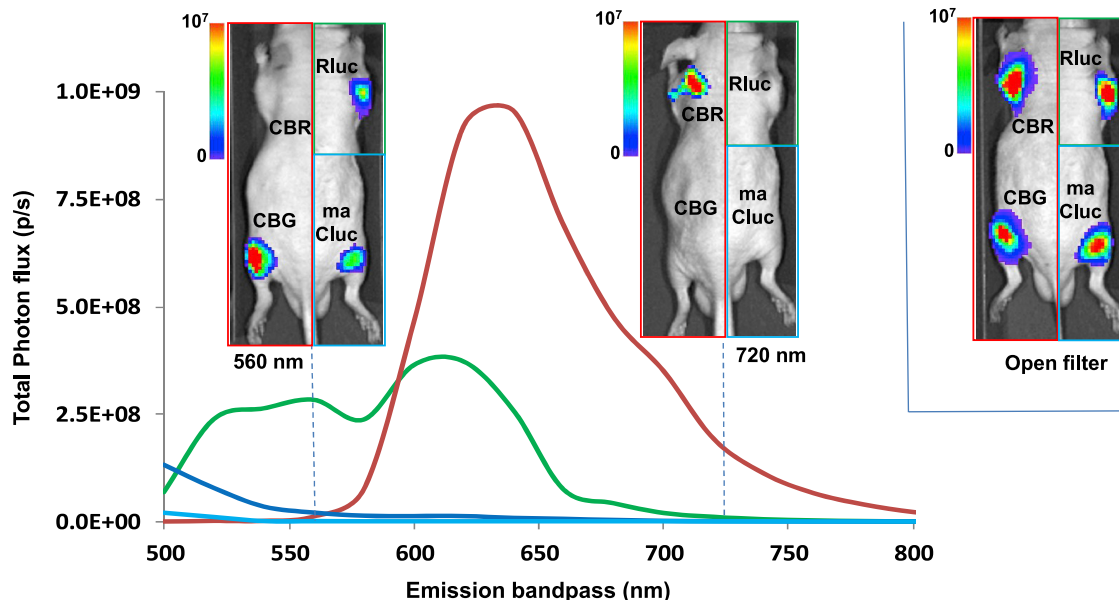 10⁷
0
Rluc
CBR
CBG
ma
Cluc
560 nm
10⁷
0
Rluc
CBR
CBG
ma
Cluc
720 nm
10⁷
0
Rluc
CBR
CBG
ma
Cluc
Open filter
Total Photon flux (p/s)
1.0E+09
7.5E+08
5.0E+08
2.5E+08
0.0E+00
500 550 600 650 700 750 800
Emission bandpass (nm)